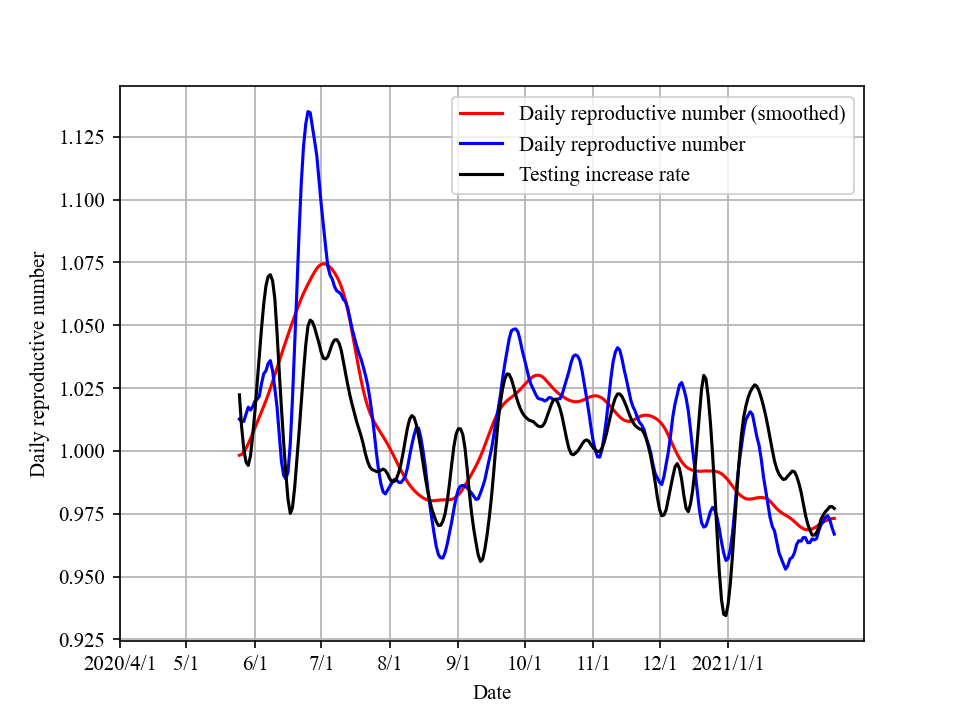 Daily reproductive number (smoothed)
Daily reproductive number
Testing increase rate
Daily reproductive number
1.125
1.100
1.075
1.050
1.025
1.000
0.975
0.950
0.925
2020/4/1 5/1 6/1 7/1 8/1 9/1 10/1 11/1 12/1 2021/1/1
Date